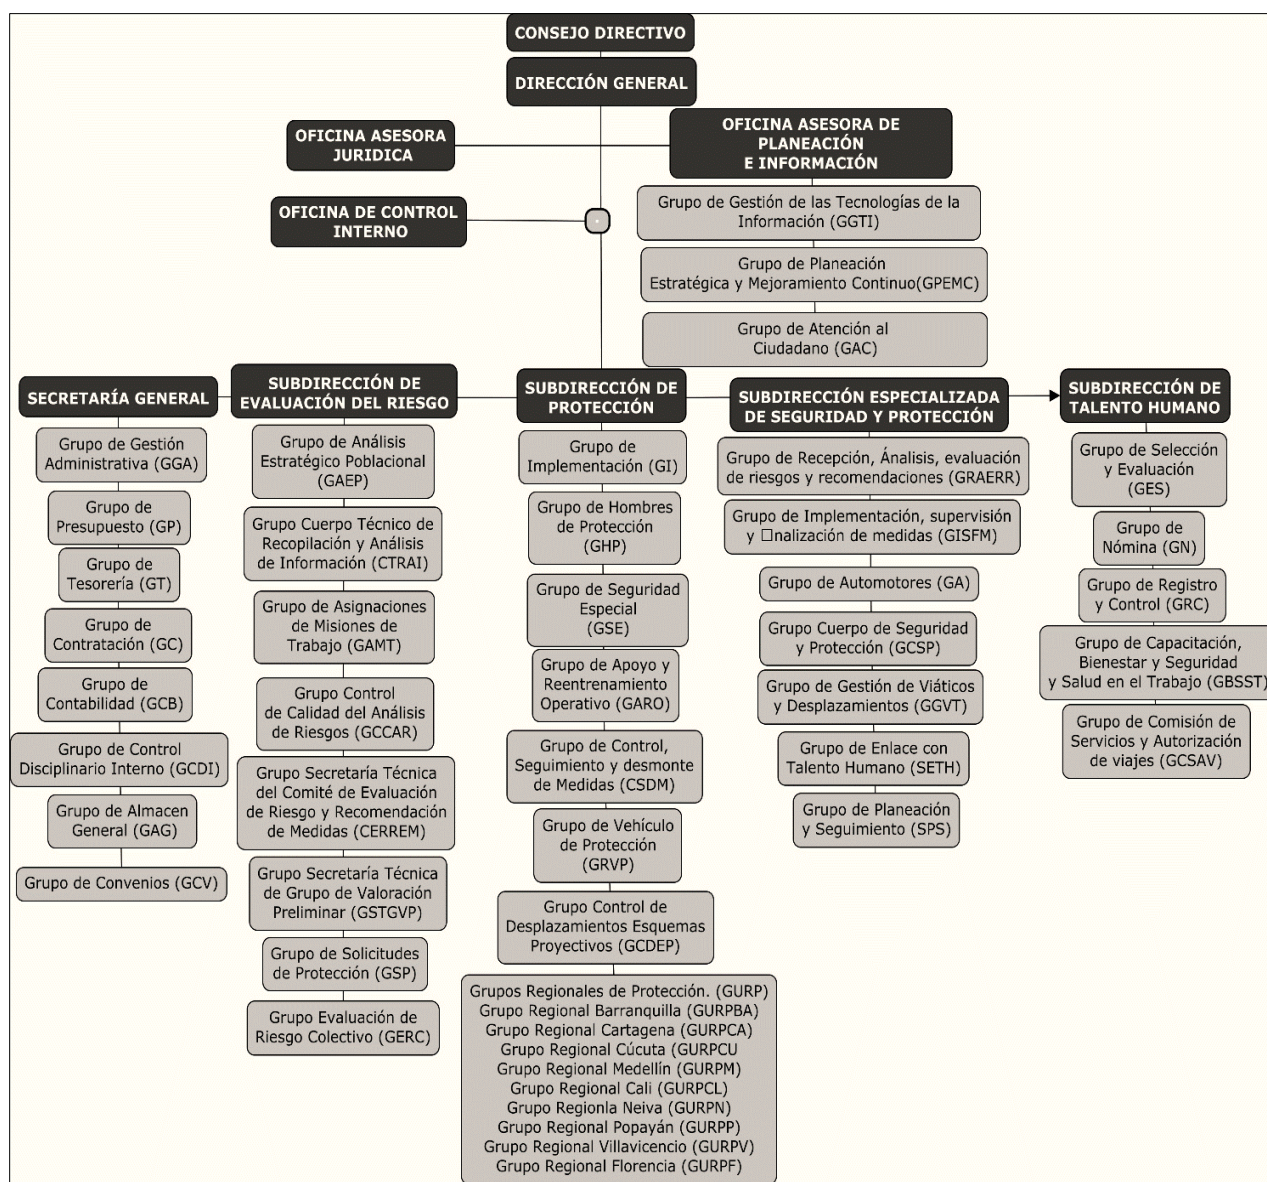 CONSEJO DIRECTIVO
DIRECCIÓN GENERAL
OFICINA ASESORA
JURIDICA
OFICINA ASESORA DE
PLANEACIÓN
E INFORMACIÓN
OFICINA DE CONTROL
INTERNO
Grupo de Gestión de las Tecnologías de la
Información (GGTI)
Grupo de Planeación
Estratégica y Mejoramiento Continuo(GPEMC)
Grupo de Atención al
Ciudadano (GAC)
SECRETARÍA GENERAL
Grupo de Gestión
Administrativa (GGA)
Grupo de
Presupuesto (GP)
Grupo de
Tesorería (GT)
Grupo de
Contratación (GC)
Grupo de
Contabilidad (GCB)
Grupo de Control
Disciplinario Interno (GCDI)
Grupo de Almacen
General (GAG)
Grupo de Convenios (GCV)
SUBDIRECCIÓN DE
EVALUACIÓN DEL RIESGO
Grupo de Análisis
Estratégico Poblacional
(GAEP)
Grupo Cuerpo Técnico de
Recopilación y Análisis
de Información (CTRAI)
Grupo de Asignaciones
de Misiones de
Trabajo (GAMT)
Grupo Control
de Calidad del Análisis
de Riesgos (GCCAR)
Grupo Secretaría Técnica
del Comité de Evaluación
de Riesgo y Recomendación
de Medidas (CERREM)
Grupo Secretaría Técnica
de Grupo de Valoración
Preliminar (GSTGVP)
Grupo de Solicitudes
de Protección (GSP)
Grupo Evaluación de
Riesgo Colectivo (GERC)
SUBDIRECCIÓN DE
PROTECCIÓN
Grupo de
Implementación (GI)
Grupo de Hombres
de Protección
(GHP)
Grupo de Seguridad
Especial
(GSE)
Grupo de Apoyo y
Reentrenamiento
Operativo (GARO)
Grupo de Control,
Seguimiento y desmonte
de Medidas (CSDM)
Grupo de Vehículo
de Protección
(GRVP)
Grupo Control de
Desplazamientos Esquemas
Proyectivos (GCDEP)
Grupos Regionales de Protección. (GURP)
Grupo Regional Barranquilla (GURPBA)
Grupo Regional Cartagena (GURPCA)
Grupo Regional Cúcuta (GURPCU
Grupo Regional Medellín (GURPM)
Grupo Regional Cali (GURPCL)
Grupo Regionla Neiva (GURPN)
Grupo Regional Popayán (GURPP)
Grupo Regional Villavicencio (GURPV)
Grupo Regional Florencia (GURPF)
SUBDIRECCIÓN ESPECIALIZADA
DE SEGURIDAD Y PROTECCIÓN
Grupo de Recepción, Ánalisis, evaluación
de riesgos y recomendaciones (GRAERR)
Grupo de Implementación, supervisión
y □nalización de medidas (GISFM)
Grupo de Automotores (GA)
Grupo Cuerpo de Seguridad
y Protección (GCSP)
Grupo de Gestión de Viáticos
y Desplazamientos (GGVT)
Grupo de Enlace con
Talento Humano (SETH)
Grupo de Planeación
y Seguimiento (SPS)
SUBDIRECCIÓN DE
TALENTO HUMANO
Grupo de Selección
y Evaluación
(GES)
Grupo de
Nómina (GN)
Grupo de Registro
y Control (GRC)
Grupo de Capacitación,
Bienestar y Seguridad
y Salud en el Trabajo (GBSST)
Grupo de Comisión de
Servicios y Autorización
de viajes (GCSAV)